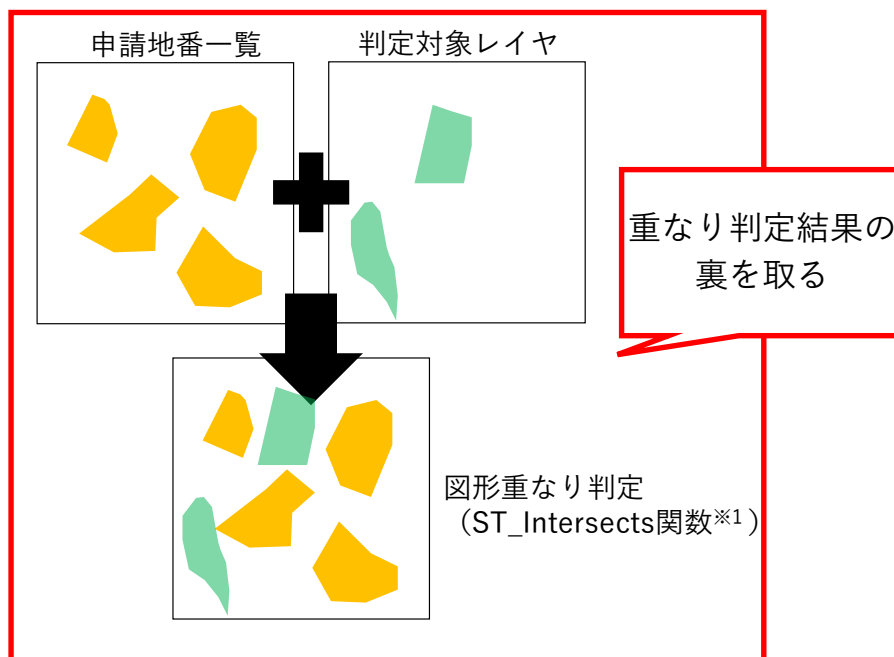 申請地番一覧
判定対象レイヤ
重なり判定結果の
裏を取る
図形重なり判定
（ST_Intersects関数※1）